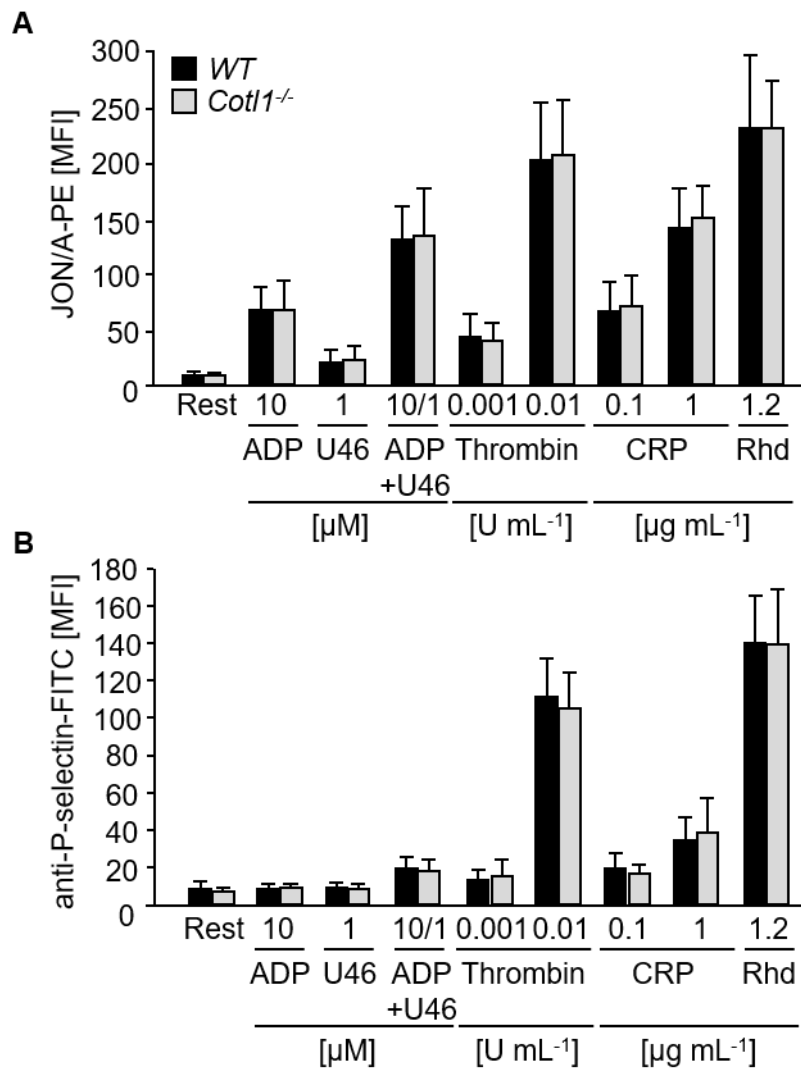 A
JON/A-PE [MFI]
300
250
200
150
100
50
0
WT
Cotl1-/-
Rest 10 1 10/1 0.001 0.01 0.1 1 1.2
ADP U46 ADP Thrombin CRP Rhd
+U46
[µM] [U mL-1] [µg mL-1]
B
anti-P-selectin-FITC [MFI]
180
160
140
120
100
80
60
40
20
0
Rest 10 1 10/1 0.001 0.01 0.1 1 1.2
ADP U46 ADP Thrombin CRP Rhd
+U46
[µM] [U mL-1] [µg mL-1]